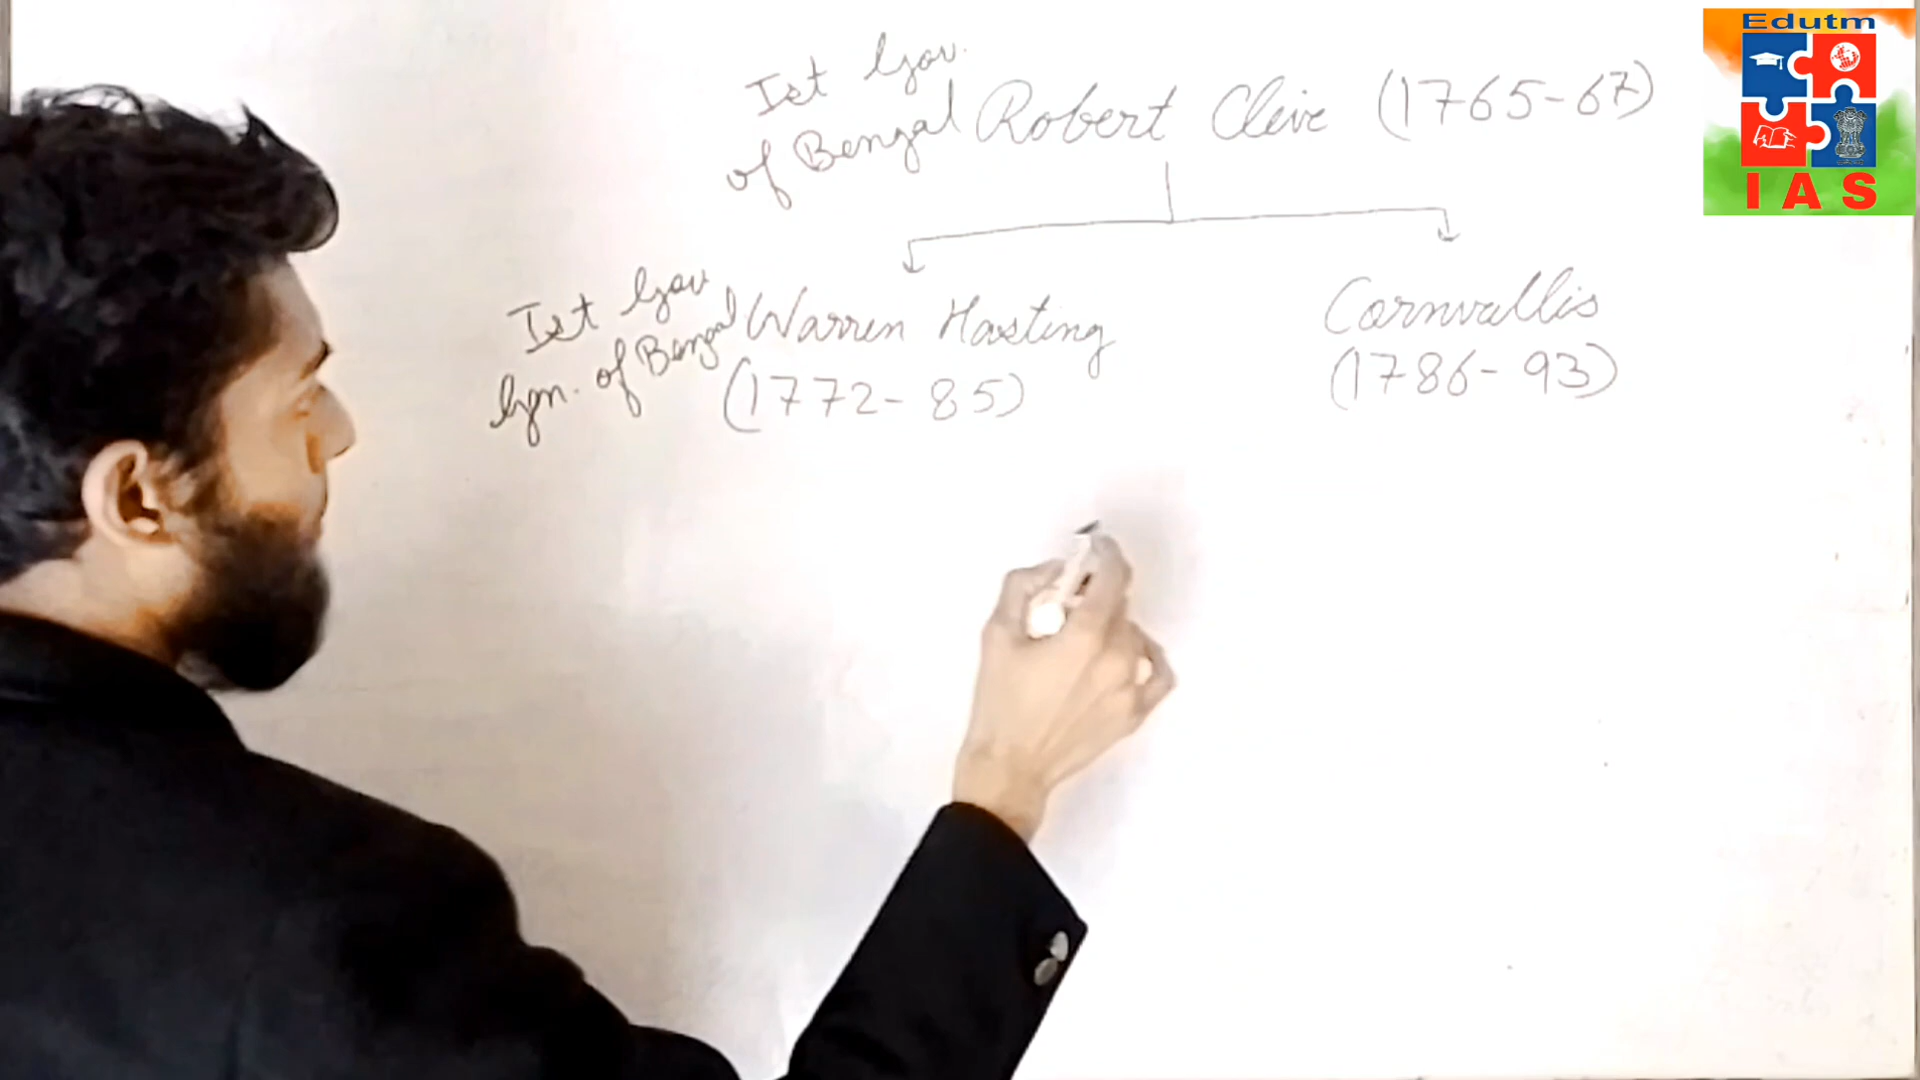 Ist Gov.
of Bengal Robert Clive (1765-67)
Ist Gov
Gen. of Bengal Warren Hasting
(1772-85)
Cornwallis
(1786-93)
Edutm
IAS